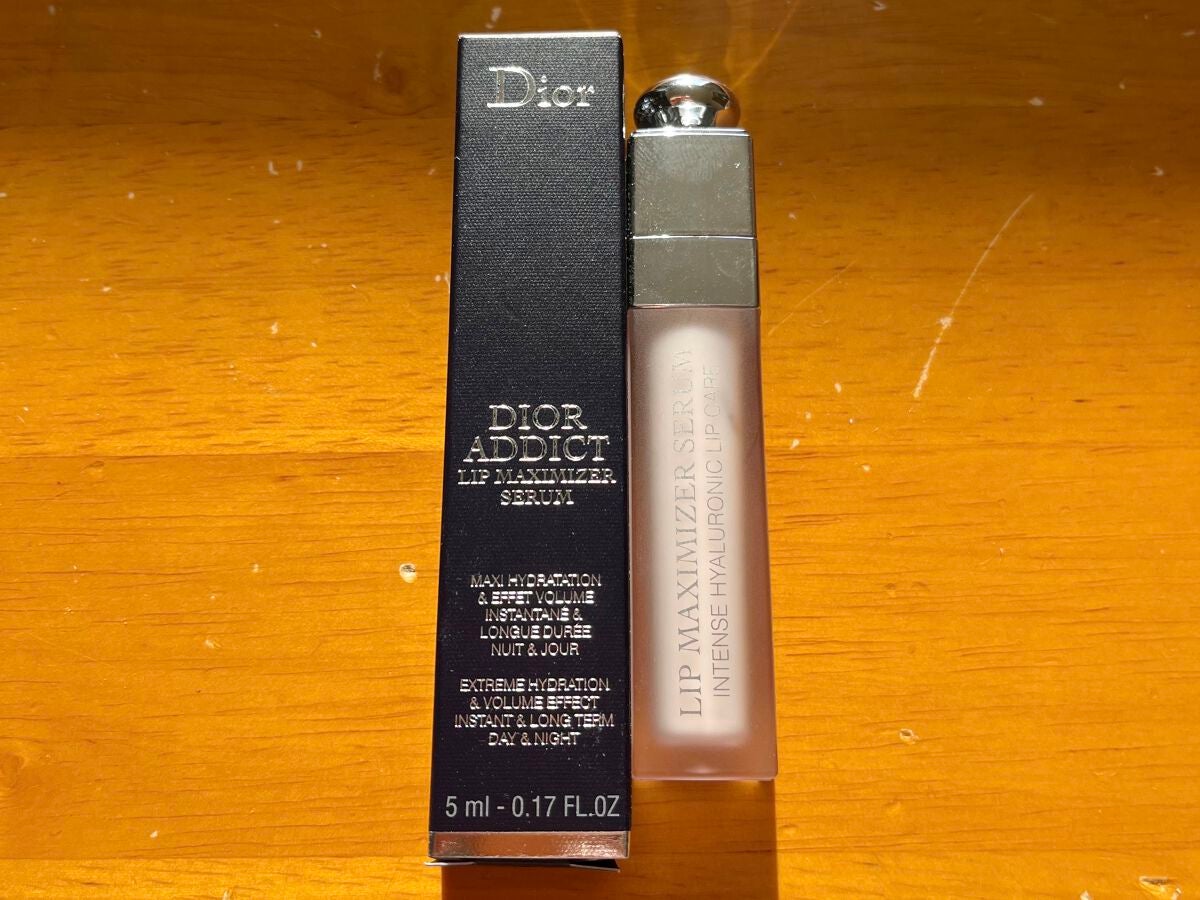 Dior
DIOR
ADDICT
LIP MAXIMIZER
SERUM
MAXI HYDRATATION
& EFFET VOLUME
INSTANTANÉ &
LONGUE DURÉE
NUIT & JOUR
EXTREME HYDRATION
& VOLUME EFFECT
INSTANT & LONG TERM
DAY & NIGHT
5 ml - 0.17 FL.OZ
LIP MAXIMIZER SERUM
INTENSE HYALURONIC LIP CARE